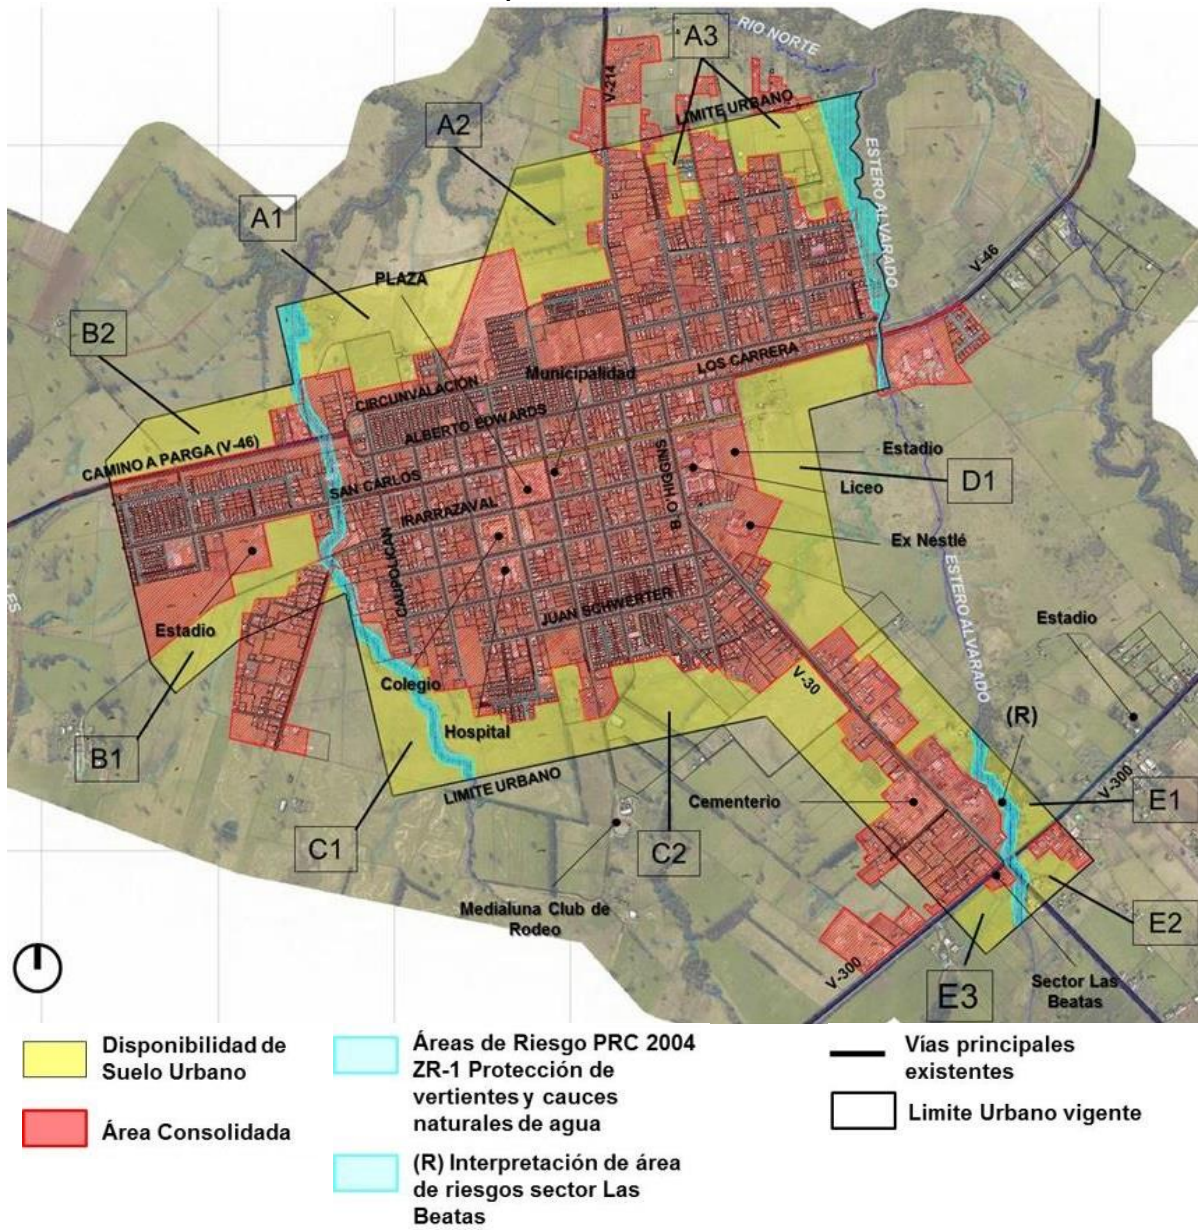 RIO NORTE
A3
V-214
LIMITE URBANO
A2
ESTERO ALVARADO
A1
V-46
PLAZA
B2
LOS CARRERA
Municipalidad
CIRCUNVALACION
ALBERTO EDWARDS
CAMINO A PARGA (V-46)
Estadio
SAN CARLOS
B. O'HIGGINS
D1
Liceo
IRARRAZAVAL
Ex Nestlé
CAUPOLICAN
ESTERO ALVARADO
ES
JUAN SCHWERTER
Estadio
Estadio
V-30
Colegio
(R)
Hospital
B1
V-300
LIMITE URBANO
Cementerio
E1
C1
C2
Medialuna Club de
Rodeo
E2
V-300
E3
Sector Las
Beatas
Disponibilidad de
Suelo Urbano
Área Consolidada
Áreas de Riesgo PRC 2004
ZR-1 Protección de
vertientes y cauces
naturales de agua
(R) Interpretación de área
de riesgos sector Las
Beatas
Vías principales
existentes
Limite Urbano vigente